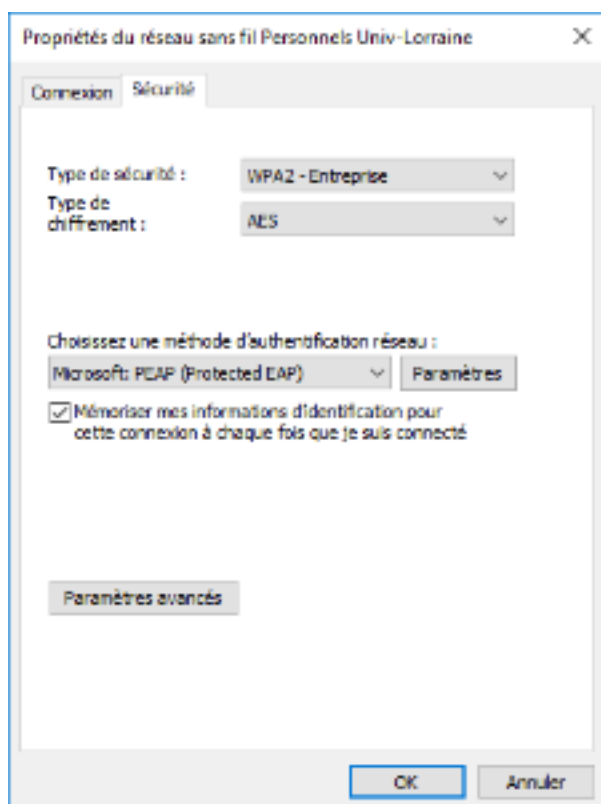 Propriétés du réseau sans fil Personnels Univ-Lorraine
Connexion Sécurité
Type de sécurité : WPA2 - Entreprise
Type de
chiffrement : AES
Choisissez une méthode d'authentification réseau :
Microsoft: PEAP (Protected EAP) Paramètres
Mémoriser mes informations d'identification pour
cette connexion à chaque fois que je suis connecté
Paramètres avancés
OK Annuler